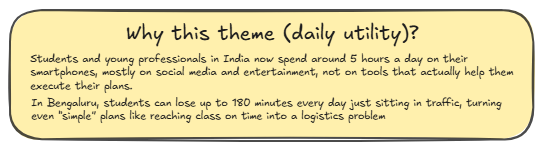 Why this theme (daily utility)?
Students and young professionals in India now spend around 5 hours a day on their
smartphones, mostly on social media and entertainment, not on tools that actually help them
execute their plans.
In Bengaluru, students can lose up to 180 minutes every day just sitting in traffic, turning
even "simple" plans like reaching class on time into a logistics problem